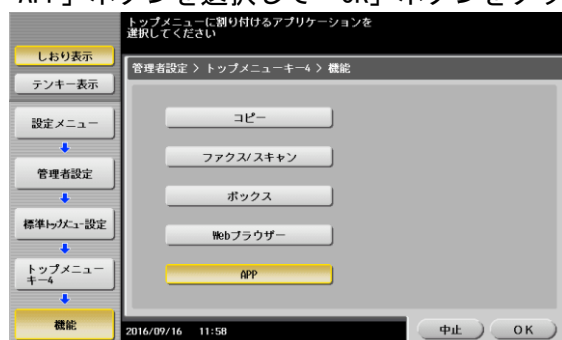 APP」ボタンを選択して「OK」ボタンをタッ
トップメニューに割り付けるアプリケーションを
選択してください
しおり表示
テンキー表示
設定メニュー
管理者設定
標準トップメニュー設定
トップメニュー
キー4
機能
管理者設定 > トップメニューキー4 > 機能
コピー
ファクス/スキャン
ボックス
Webブラウザー
APP
2016/09/16 11:58
中止
OK